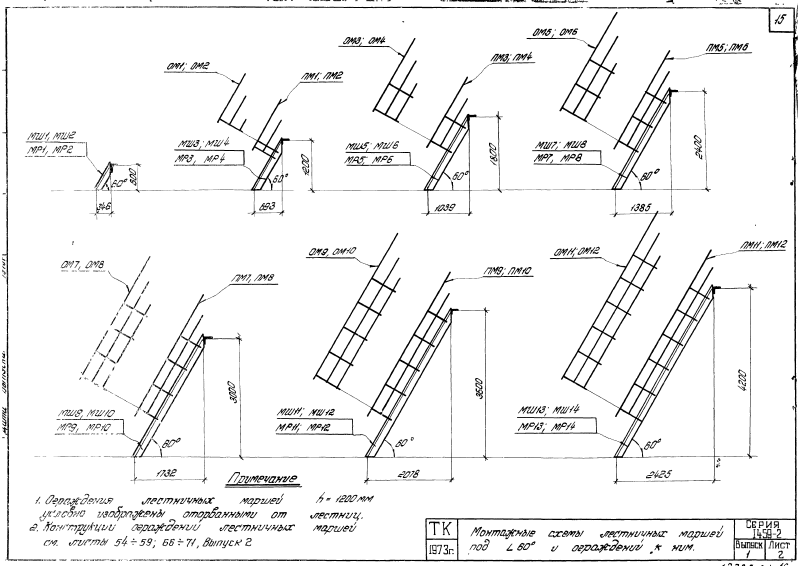 15
ОМ1; ОМ2
ПМ1, ПМ2
МШ1, МШ2
МР1; МР2
60°
600
346
МШ3; МШ4
МР3; МР4
60°
1200
693
ОМ3; ОМ4
ПМ3; ПМ4
МШ5; МШ6
МР5; МР6
60°
1800
1039
ОМ5; ОМ6
ПМ5; ПМ6
МШ7; МШ8
МР7, МР8
60°
2400
1385
ОМ7, ОМ8
ПМ7, ПМ8
МШ9, МШ10
МР9, МР10
60°
3000
1732
ОМ9, ОМ10
ПМ9; ПМ10
МШ11; МШ12
МР11; МР12
60°
3600
2078
ОМ11; ОМ12
ПМ11, ПМ12
МШ13; МШ14
МР13; МР14
60°
4200
2425
Примечание
1. Ограждения лестничных маршей h = 1200 мм
условно изображены оторванными от лестниц.
2. Конструкции ограждений лестничных маршей
см. листы 54÷59; 66÷71, Выпуск 2
ТК
1973г.
Монтажные схемы лестничных маршей
под ∠60° и ограждений к ним.
Серия
1.459-2
Выпуск Лист
1 2